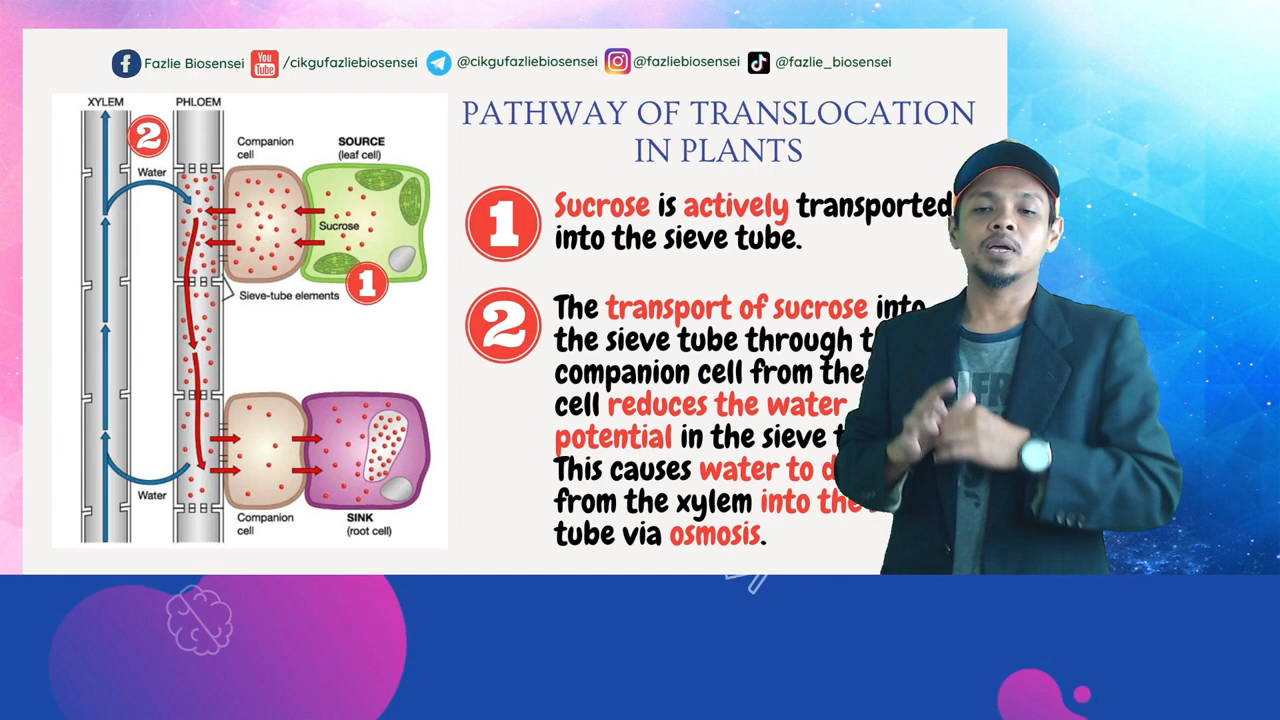 Fazlie Biosensei
You Tube
/cikgufazliebiosensei
@cikgufazliebiosensei
@fazliebiosensei
@fazlie_biosensei
PATHWAY OF TRANSLOCATION
IN PLANTS
XYLEM
PHLOEM
2
Water
Companion
cell
SOURCE
(leaf cell)
Sucrose
1
Sieve-tube elements
Water
Companion
cell
SINK
(root cell)
1
Sucrose is actively transported
into the sieve tube.
2
The transport of sucrose into
the sieve tube through
companion cell from the
cell reduces the water
potential in the sieve
This causes water to
from the xylem into the
tube via osmosis.